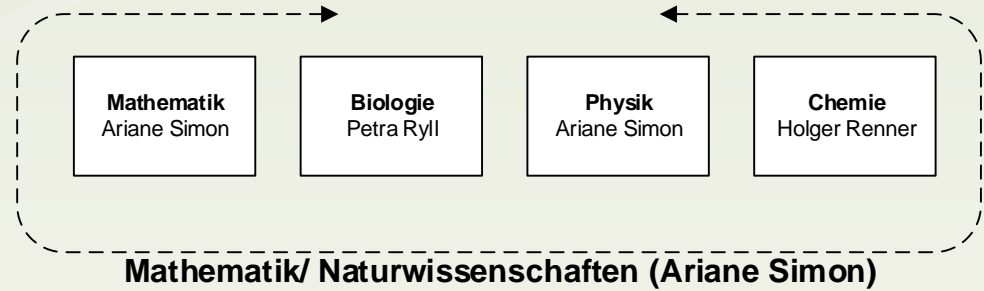 Mathematik
Ariane Simon
Biologie
Petra Ryll
Physik
Ariane Simon
Chemie
Holger Renner
Mathematik/ Naturwissenschaften (Ariane Simon)